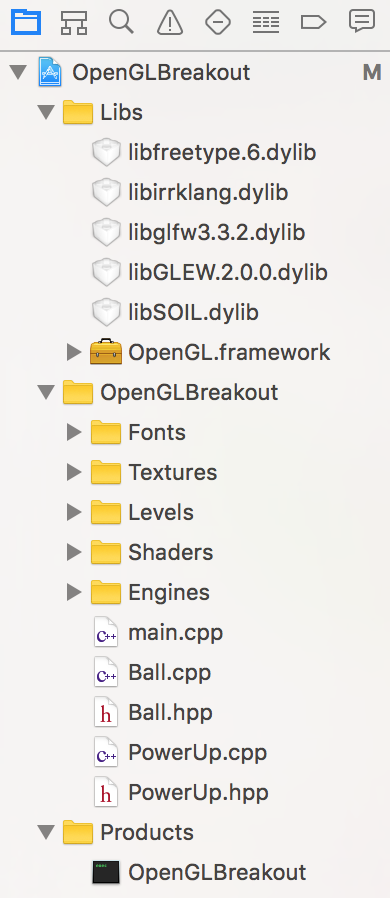 OpenGLBreakout M
Libs
libfreetype.6.dylib
libirrklang.dylib
libglfw3.3.2.dylib
libGLEW.2.0.0.dylib
libSOIL.dylib
OpenGL.framework
OpenGLBreakout
Fonts
Textures
Levels
Shaders
Engines
c++ main.cpp
c++ Ball.cpp
h Ball.hpp
c++ PowerUp.cpp
h PowerUp.hpp
Products
OpenGLBreakout